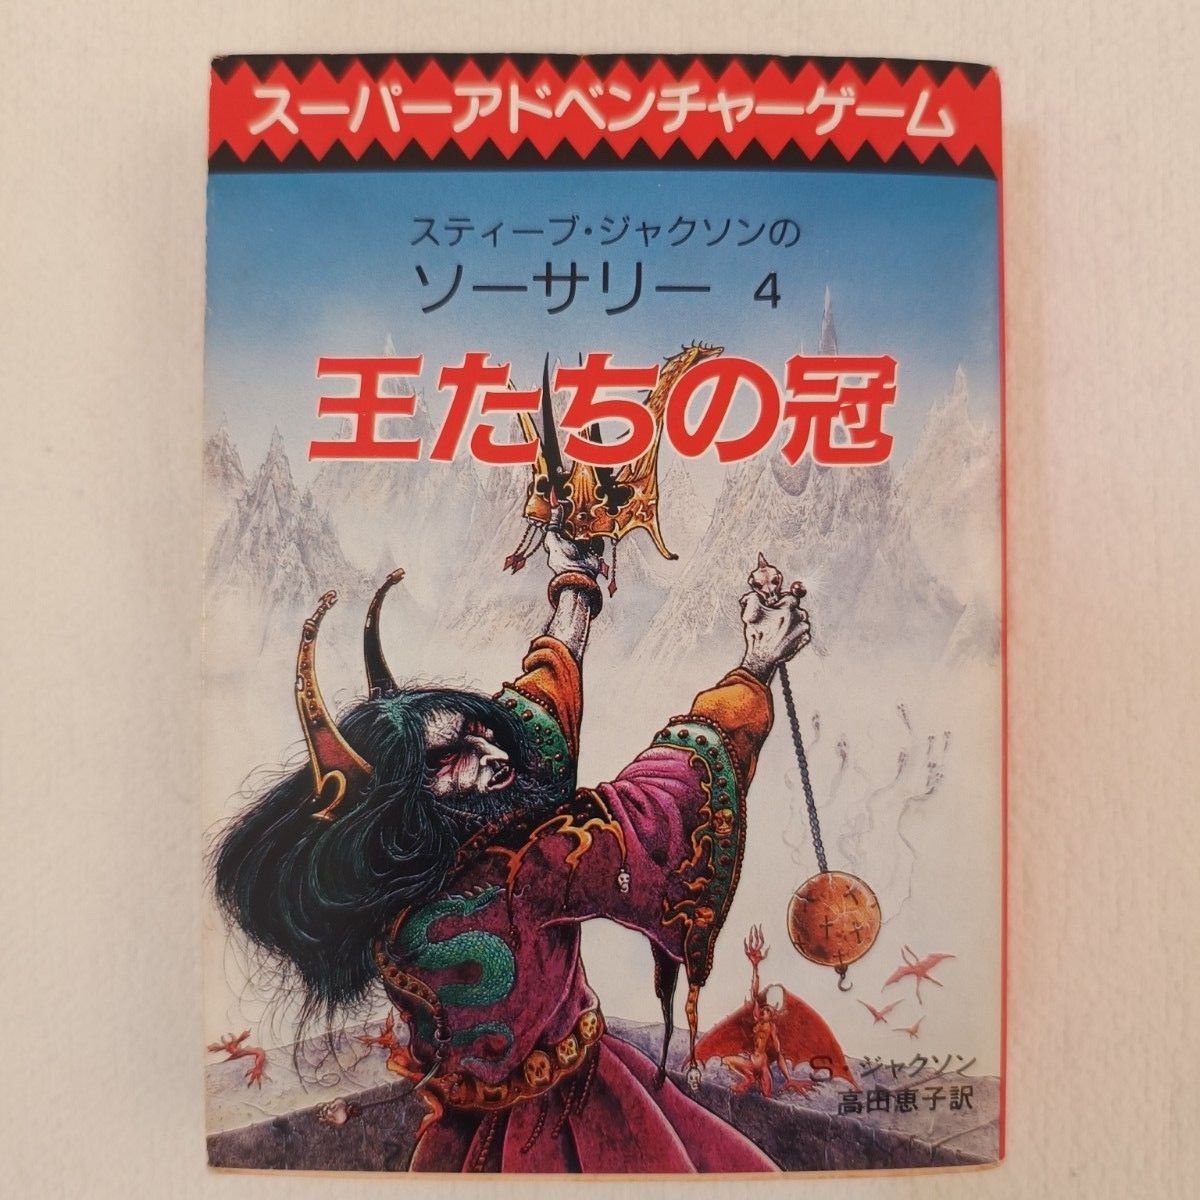 スーパーアドベンチャーゲーム
スティーブ・ジャクソンの
ソーサリー 4
王たちの冠
S・ジャクソン
高田恵子訳